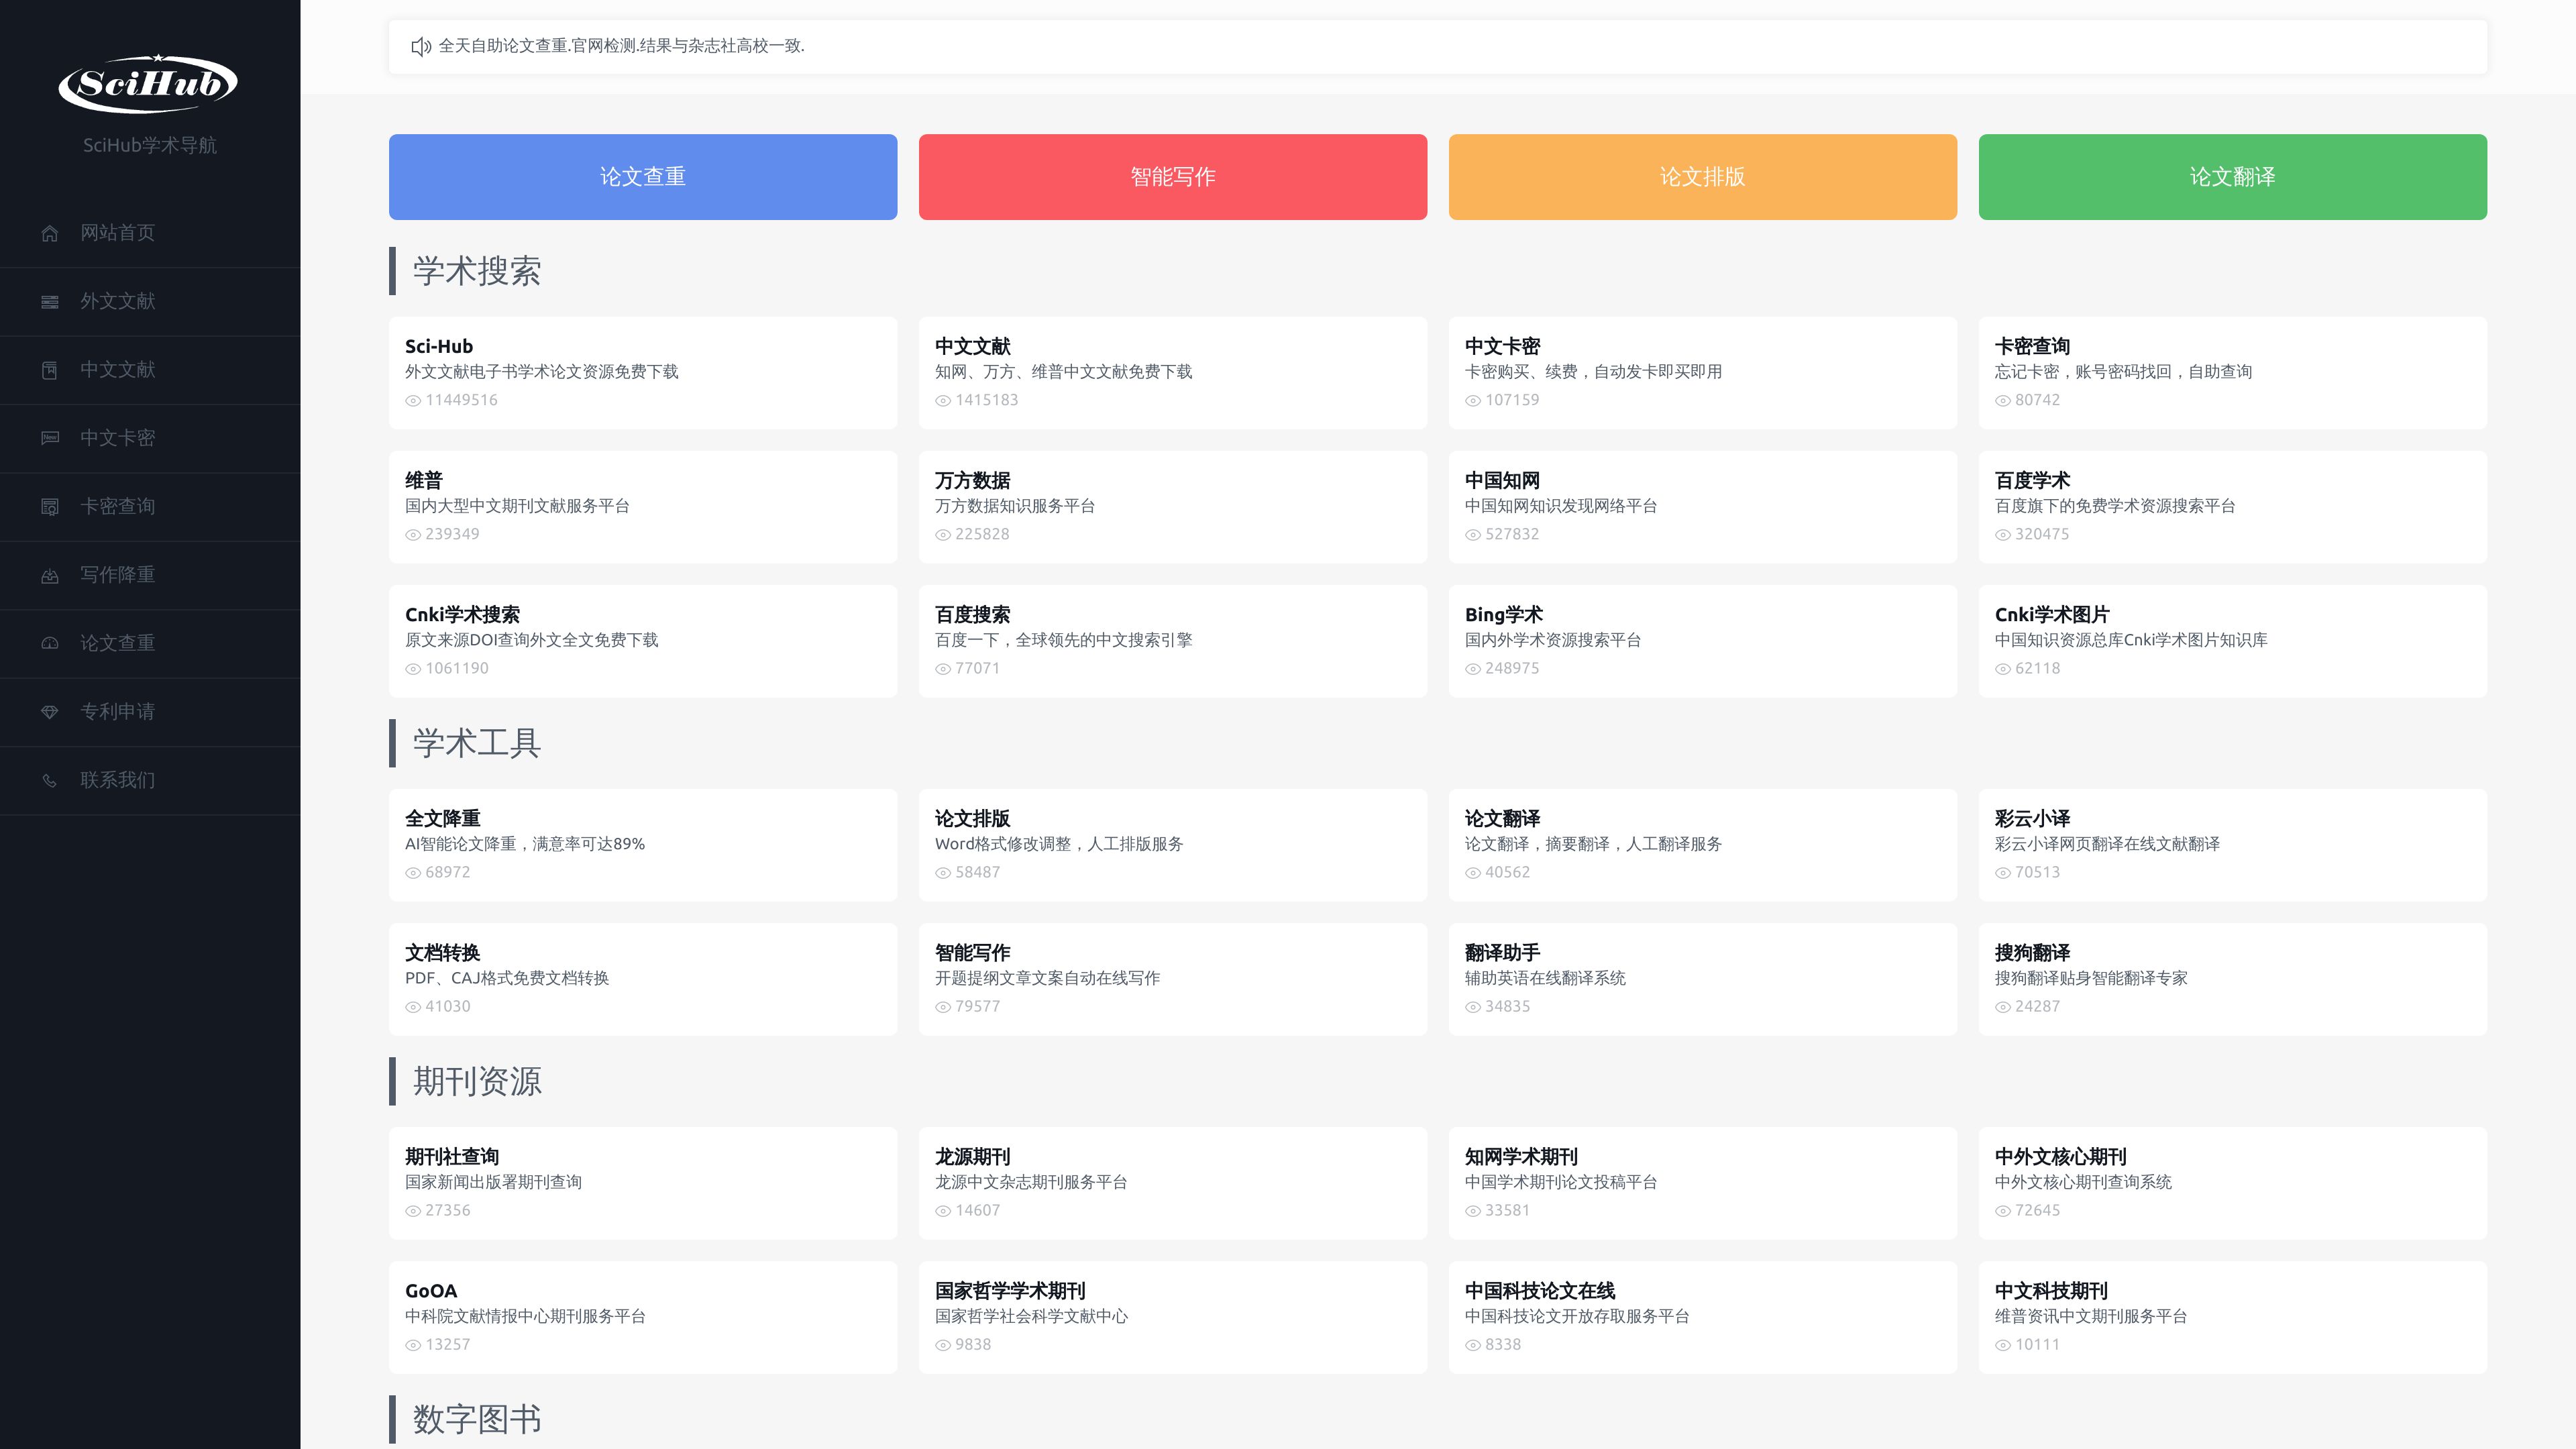 SciHub
SciHub学术导航
网站首页
外文文献
中文文献
中文卡密
卡密查询
写作降重
论文查重
专利申请
联系我们
全天自助论文查重.官网检测.结果与杂志社高校一致.
论文查重
智能写作
论文排版
论文翻译
学术搜索
Sci-Hub
外文文献电子书学术论文资源免费下载
11449516
中文文献
知网、万方、维普中文文献免费下载
1415183
中文卡密
卡密购买、续费，自动发卡即买即用
107159
卡密查询
忘记卡密，账号密码找回，自助查询
80742
维普
国内大型中文期刊文献服务平台
239349
万方数据
万方数据知识服务平台
225828
中国知网
中国知网知识发现网络平台
527832
百度学术
百度旗下的免费学术资源搜索平台
320475
Cnki学术搜索
原文来源DOI查询外文全文免费下载
1061190
百度搜索
百度一下，全球领先的中文搜索引擎
77071
Bing学术
国内外学术资源搜索平台
248975
Cnki学术图片
中国知识资源总库Cnki学术图片知识库
62118
学术工具
全文降重
AI智能论文降重，满意率可达89%
68972
论文排版
Word格式修改调整，人工排版服务
58487
论文翻译
论文翻译，摘要翻译，人工翻译服务
40562
彩云小译
彩云小译网页翻译在线文献翻译
70513
文档转换
PDF、CAJ格式免费文档转换
41030
智能写作
开题提纲文章文案自动在线写作
79577
翻译助手
辅助英语在线翻译系统
34835
搜狗翻译
搜狗翻译贴身智能翻译专家
24287
期刊资源
期刊社查询
国家新闻出版署期刊查询
27356
龙源期刊
龙源中文杂志期刊服务平台
14607
知网学术期刊
中国学术期刊论文投稿平台
33581
中外文核心期刊
中外文核心期刊查询系统
72645
GoOA
中科院文献情报中心期刊服务平台
13257
国家哲学学术期刊
国家哲学社会科学文献中心
9838
中国科技论文在线
中国科技论文开放存取服务平台
8338
中文科技期刊
维普资讯中文期刊服务平台
10111
数字图书